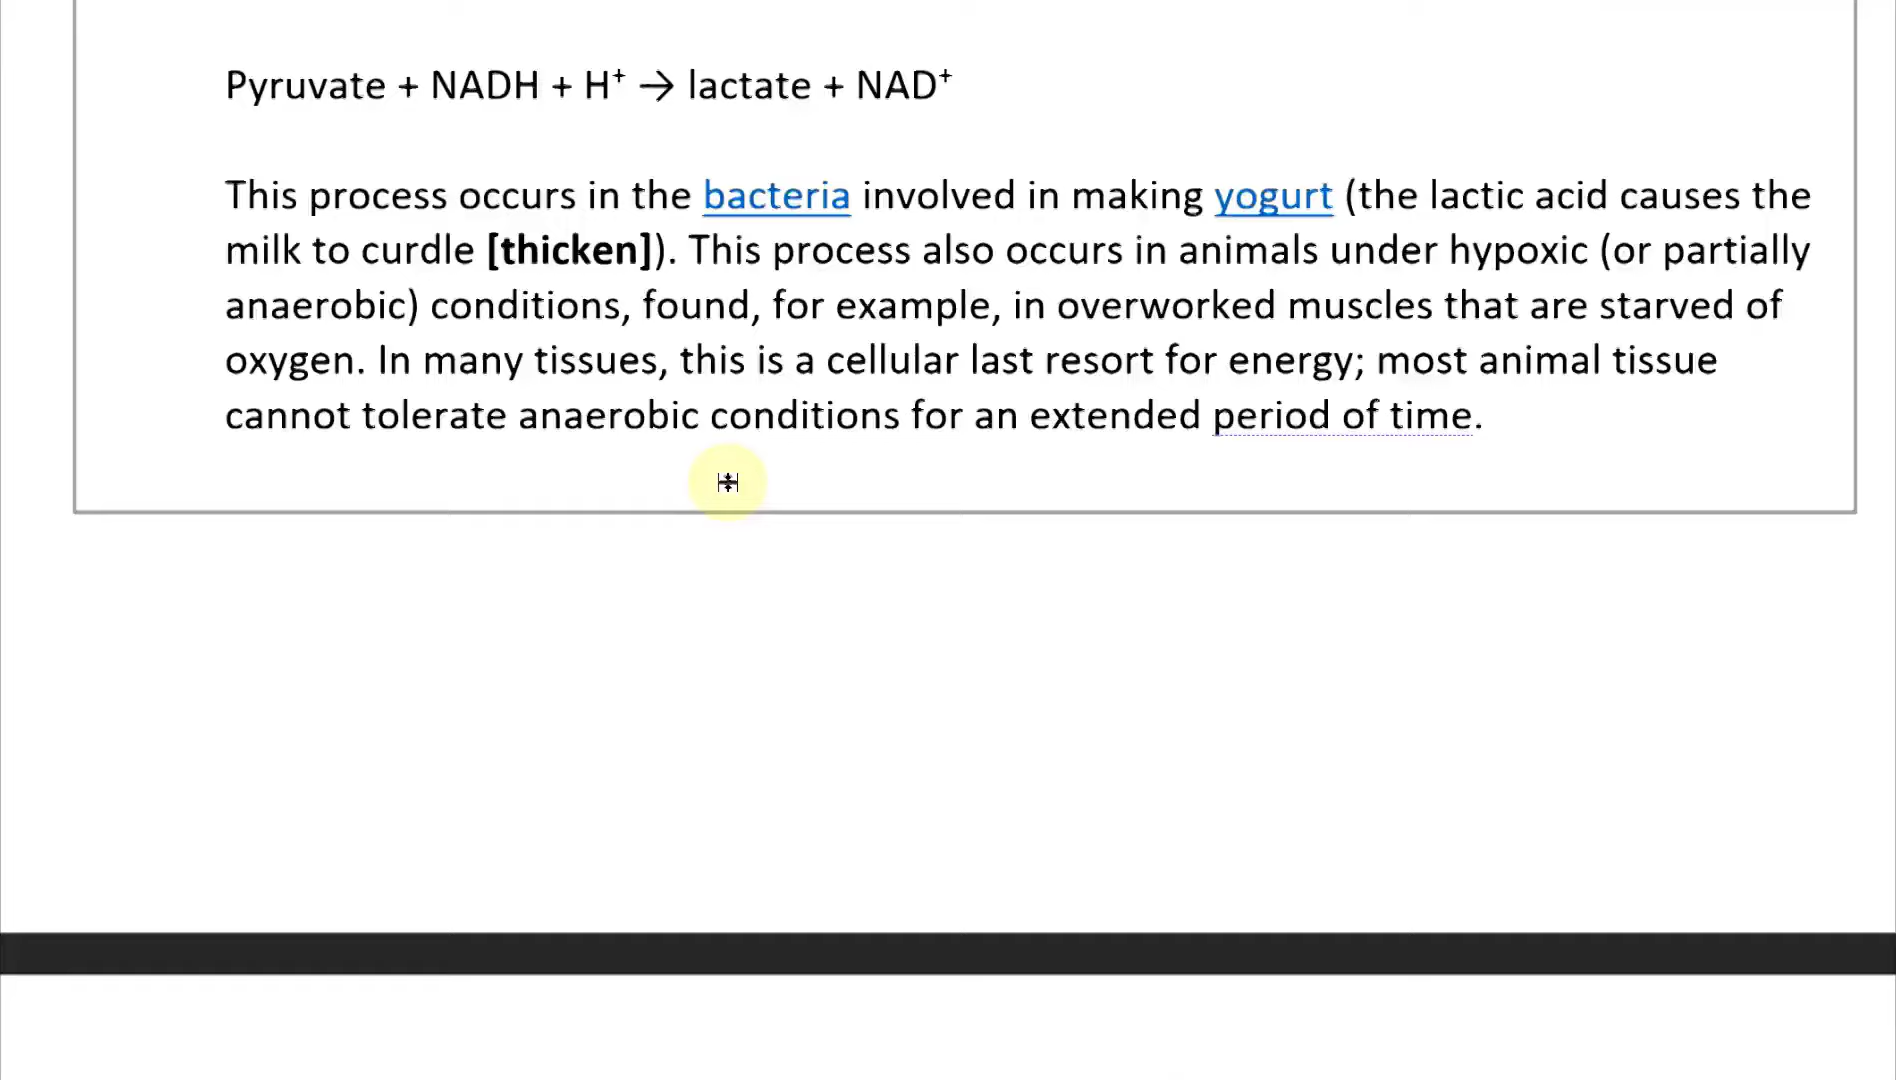 Pyruvate + NADH + H⁺ → lactate + NAD⁺
This process occurs in the bacteria involved in making yogurt (the lactic acid causes the
milk to curdle [thicken]). This process also occurs in animals under hypoxic (or partially
anaerobic) conditions, found, for example, in overworked muscles that are starved of
oxygen. In many tissues, this is a cellular last resort for energy; most animal tissue
cannot tolerate anaerobic conditions for an extended period of time.